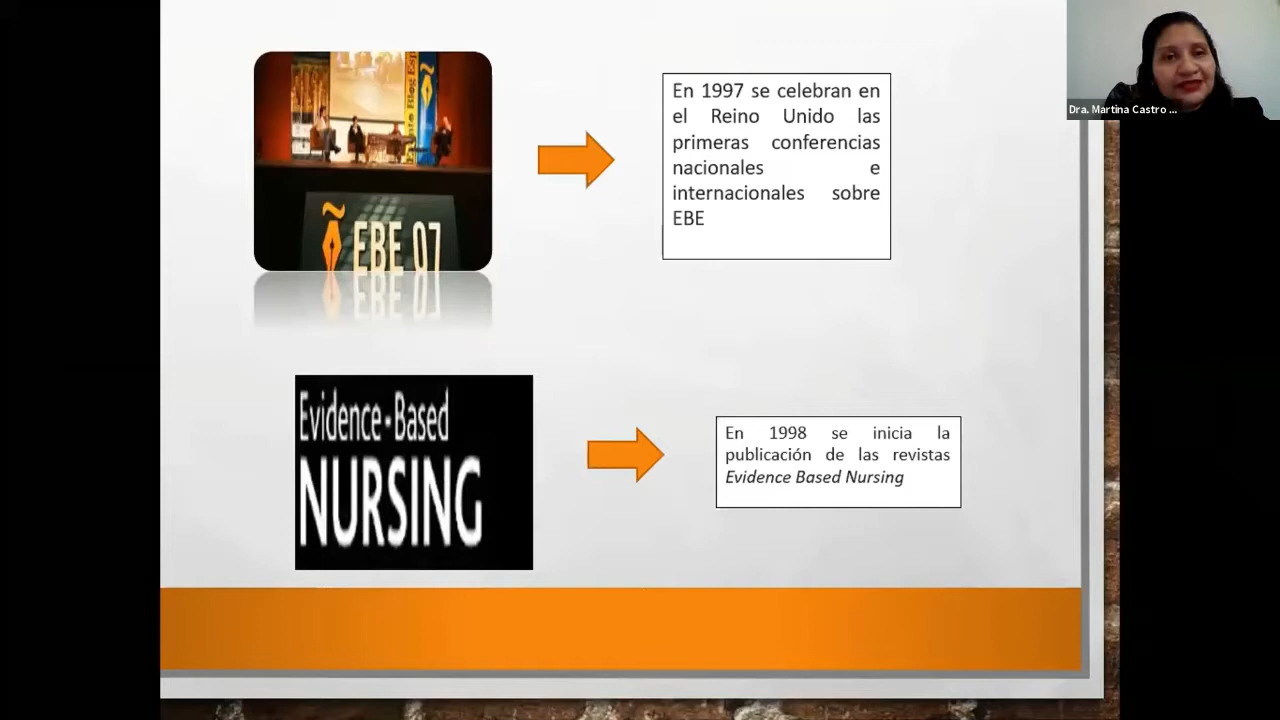 En 1997 se celebran en
el Reino Unido las
primeras conferencias
nacionales e
internacionales sobre
EBE
Dra. Martina Castro ...
EBE 07
Evidence-Based
NURSING
En 1998 se inicia la
publicación de las revistas
Evidence Based Nursing